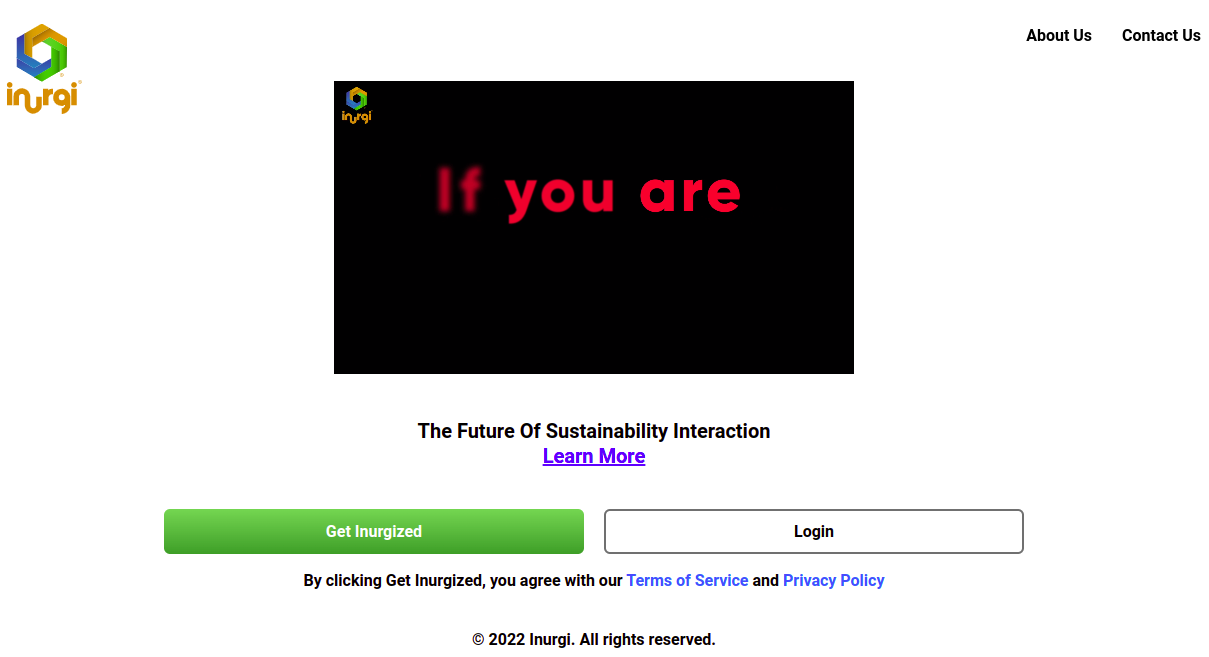 inurgi
About Us
Contact Us
inurgi
If you are
The Future Of Sustainability Interaction
Learn More
Get Inurgized
Login
By clicking Get Inurgized, you agree with our Terms of Service and Privacy Policy
© 2022 Inurgi. All rights reserved.